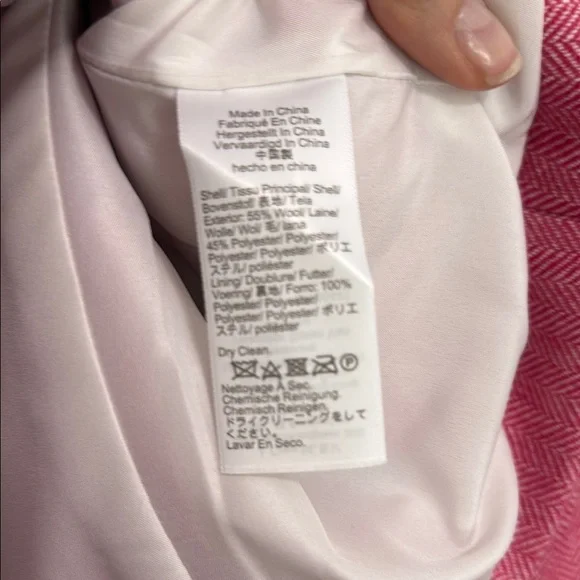 Made In China
Fabriqué En Chine
Hergestellt In China
Vervaardigd In China
中国製
hecho en china
Shell/ Tissu Principal/ Shell/
Bovenstof/ 表地/ Tela
Exterior: 55% Wool/ Laine/
Wolle/ Wol/ 毛/ lana
45% Polyester/ Polyester/
Polyester/ Polyester/ ポリエ
ステル/ poliéster
Lining/ Doublure/ Futter/
Voering/ 裏地/ Forro: 100%
Polyester/ Polyester/
Polyester/ Polyester/ ポリエ
ステル/ poliéster
Dry Clean.
P
Nettoyage À Sec.
Chemische Reinigung.
Chemisch Reinigen.
ドライクリーニングをして
ください。
Lavar En Seco.